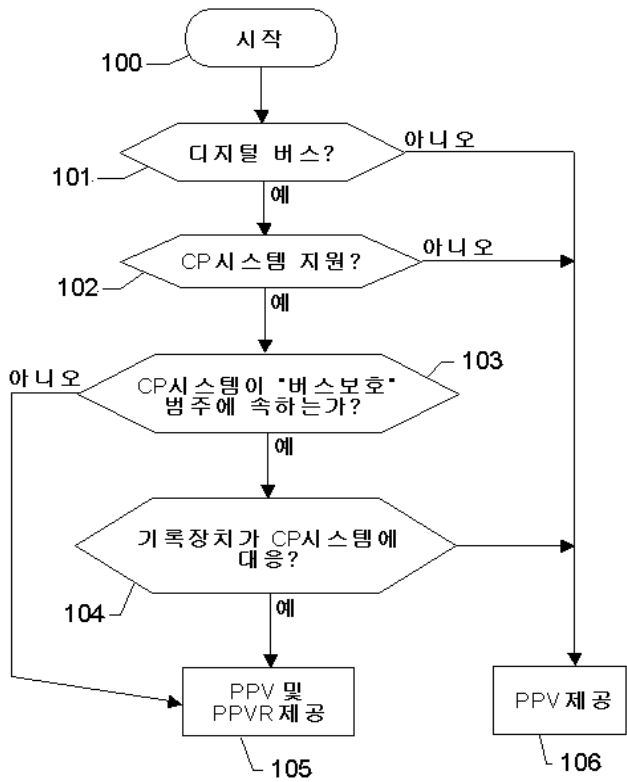 시작
100
디지털 버스?
아니오
101
예
CP시스템 지원?
아니오
102
예
103
아니오
CP시스템이 "버스보호"
범주에 속하는가?
예
기록장치가 CP시스템에
대응?
104
예
PPV 및
PPVR 제공
PPV 제공
105
106